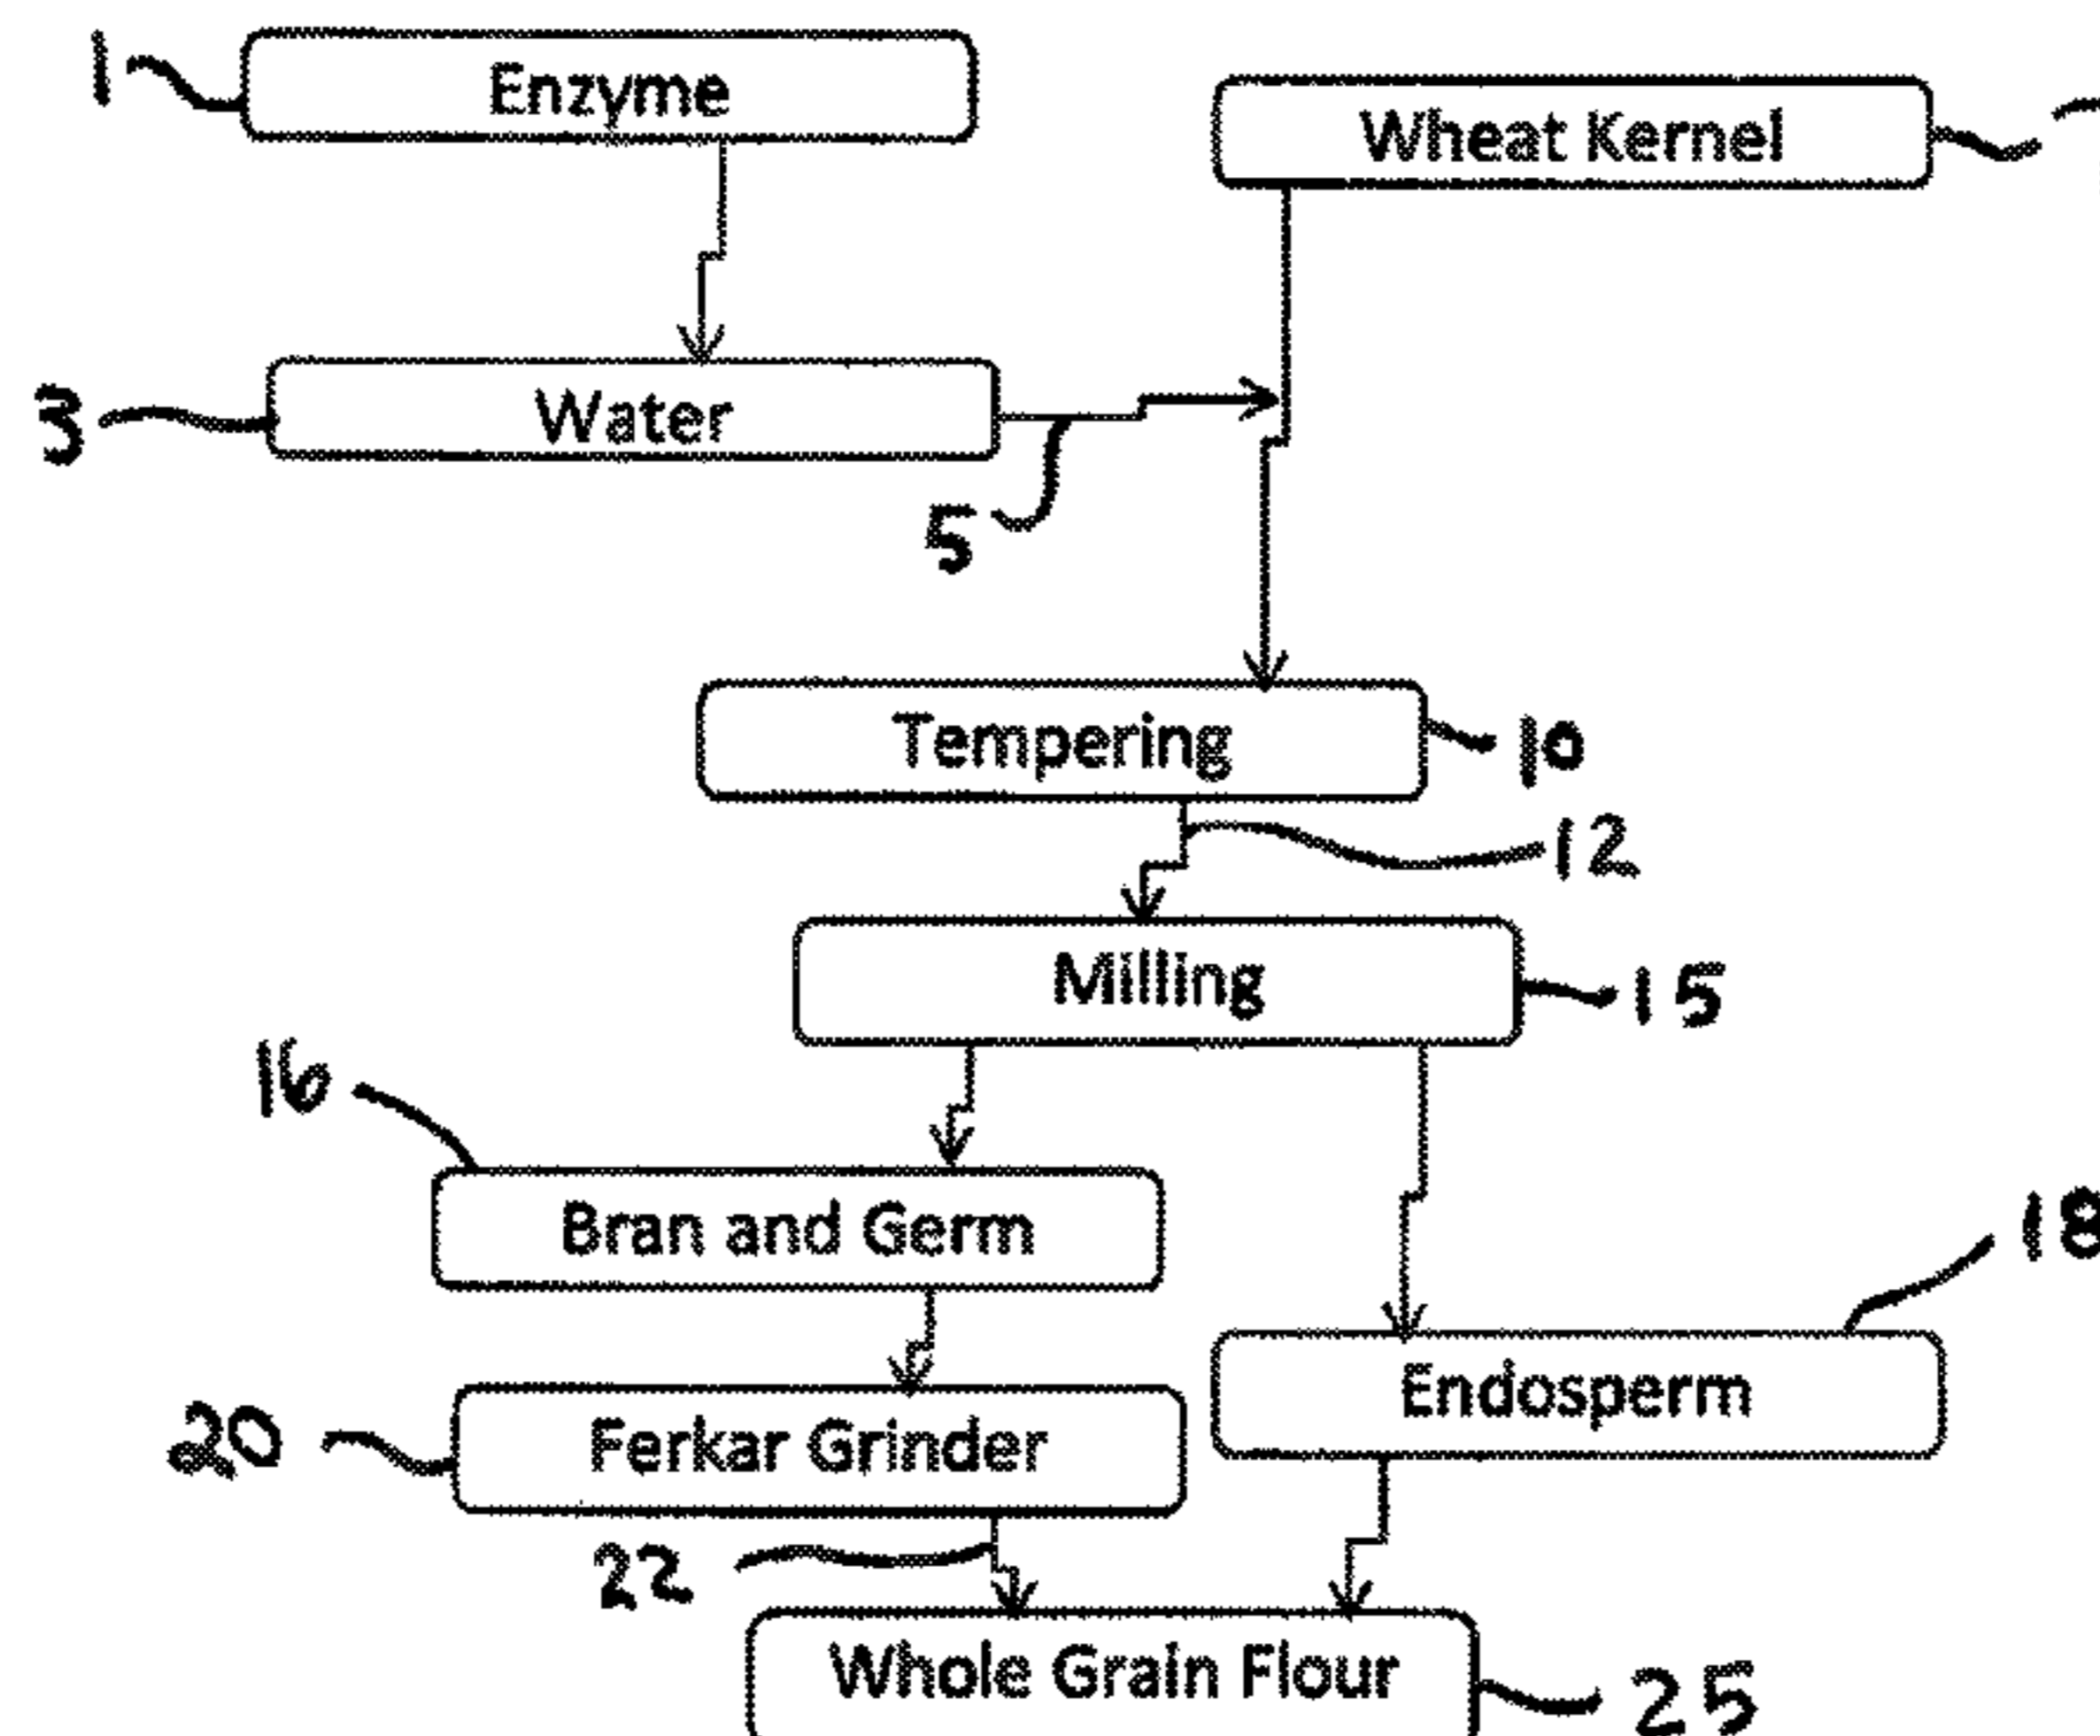 1
Enzyme
Wheat Kernel
3
Water
5
Tempering
10
12
Milling
15
16
Bran and Germ
18
Endosperm
20
Ferkar Grinder
22
Whole Grain Flour
25